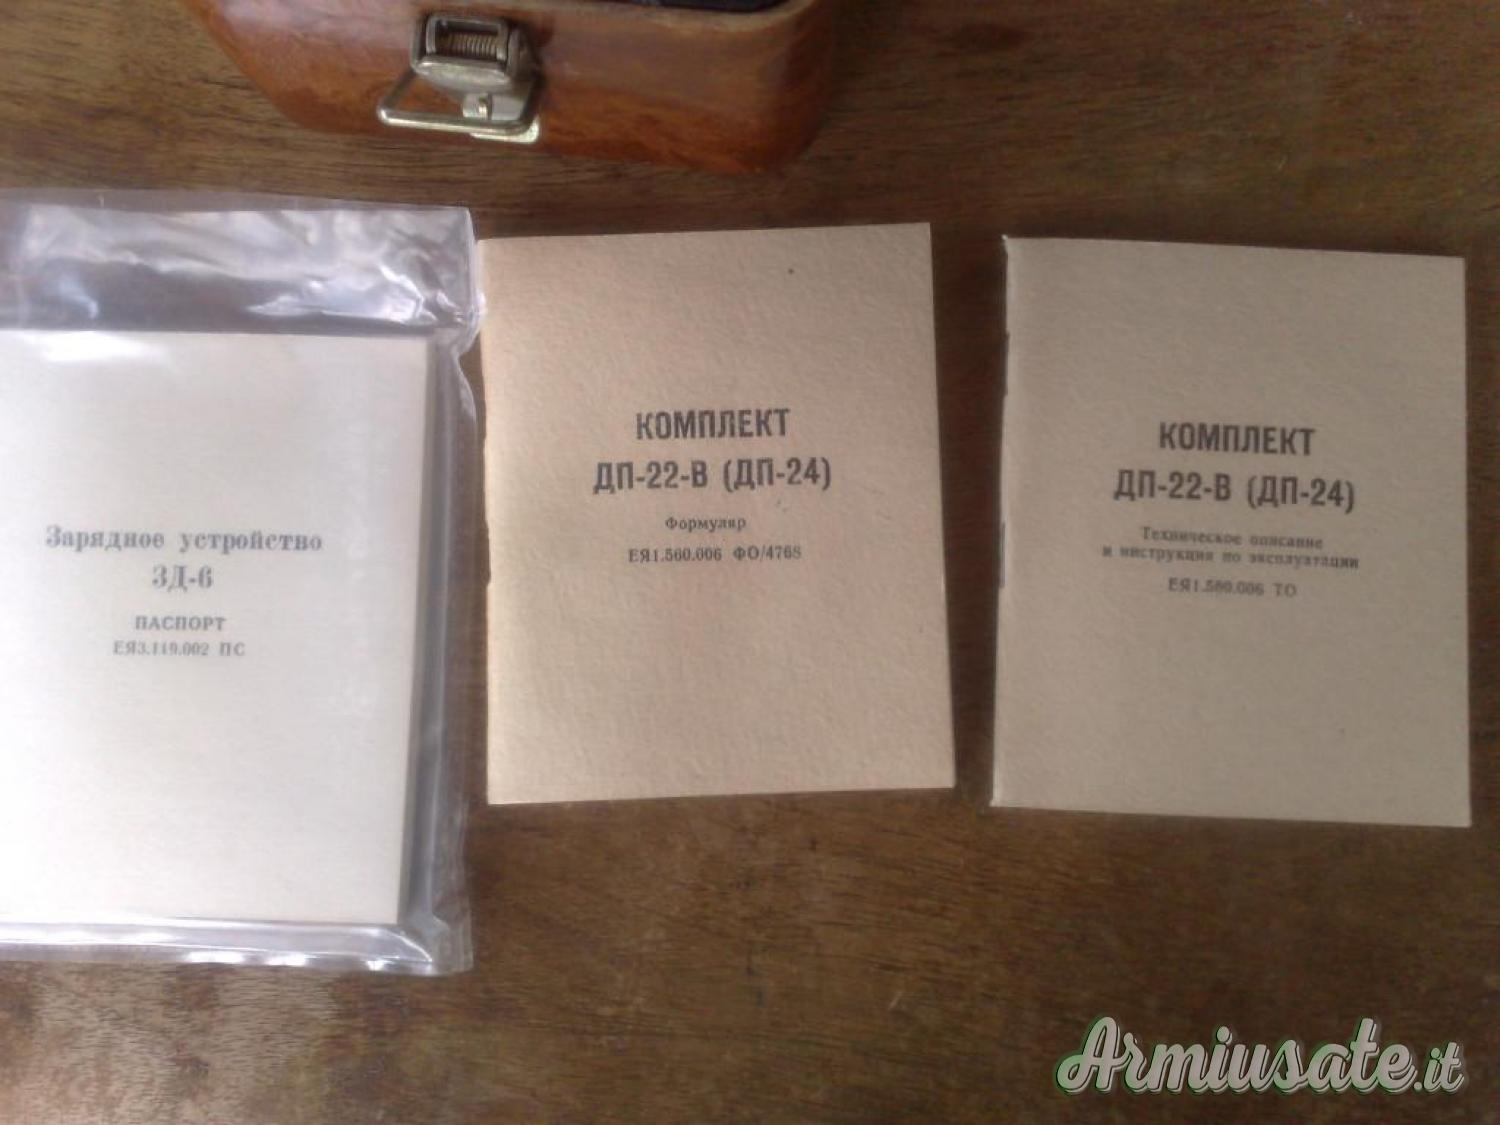 Зарядное устройство
ЗД-6
ПАСПОРТ
ЕЯ3.119.002 ПС
КОМПЛЕКТ
ДП-22-В (ДП-24)
Формуляр
ЕЯ1.560.006 ФО/4768
КОМПЛЕКТ
ДП-22-В (ДП-24)
Техническое описание
и инструкция по эксплуатации
ЕЯ1.560.006 ТО
Armiusate.it